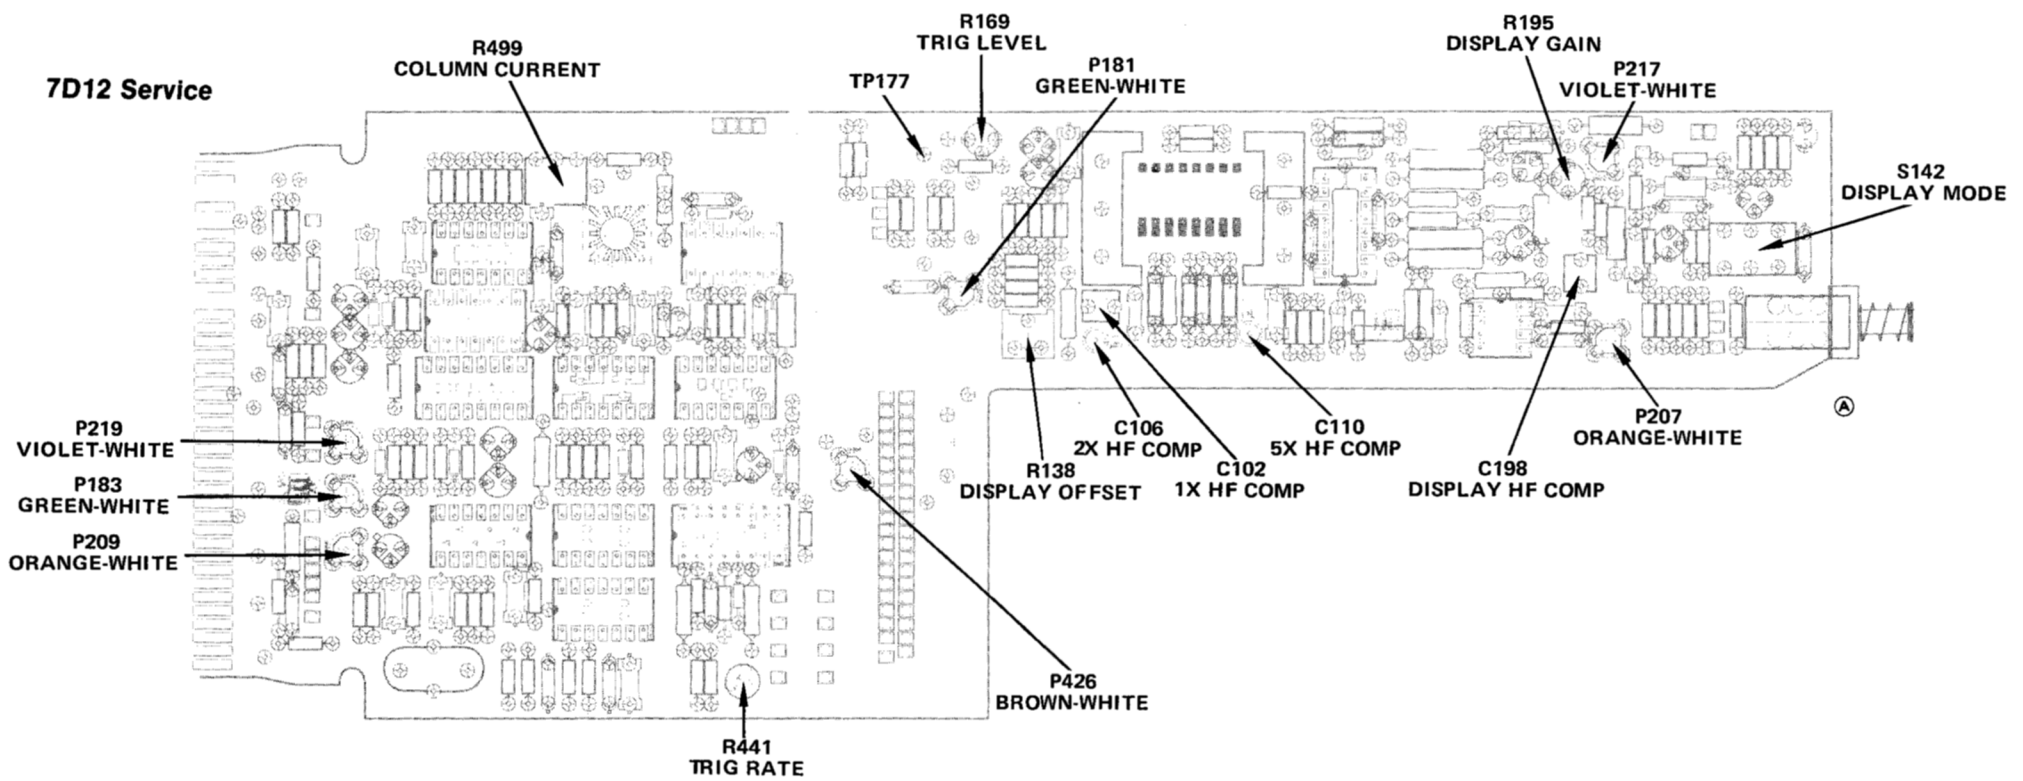 7D12 Service
R499
COLUMN CURRENT
TP177
R169
TRIG LEVEL
P181
GREEN-WHITE
R195
DISPLAY GAIN
P217
VIOLET-WHITE
S142
DISPLAY MODE
P219
VIOLET-WHITE
P183
GREEN-WHITE
P209
ORANGE-WHITE
R138
DISPLAY OFFSET
C106
2X HF COMP
C102
1X HF COMP
C110
5X HF COMP
C198
DISPLAY HF COMP
P207
ORANGE-WHITE
A
P426
BROWN-WHITE
R441
TRIG RATE